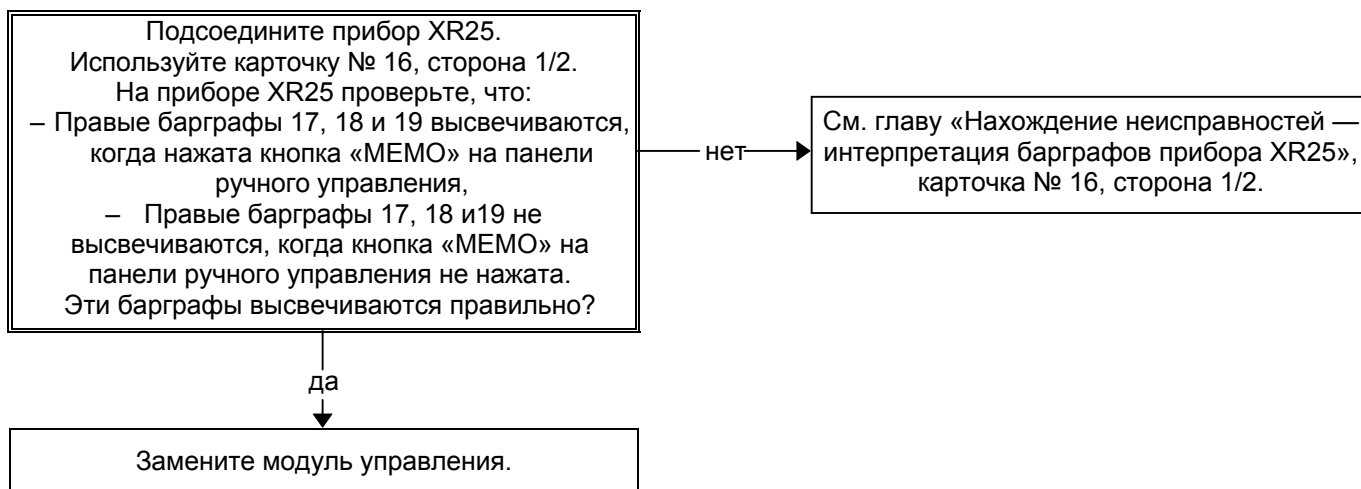 Подсоедините прибор XR25.
Используйте карточку № 16, сторона 1/2.
На приборе XR25 проверьте, что:
– Правые барграфы 17, 18 и 19 высвечиваются,
когда нажата кнопка «МЕМО» на панели
ручного управления,
– Правые барграфы 17, 18 и19 не
высвечиваются, когда кнопка «МЕМО» на
панели ручного управления не нажата.
Эти барграфы высвечиваются правильно?
нет
См. главу «Нахождение неисправностей —
интерпретация барграфов прибора XR25»,
карточка № 16, сторона 1/2.
да
Замените модуль управления.